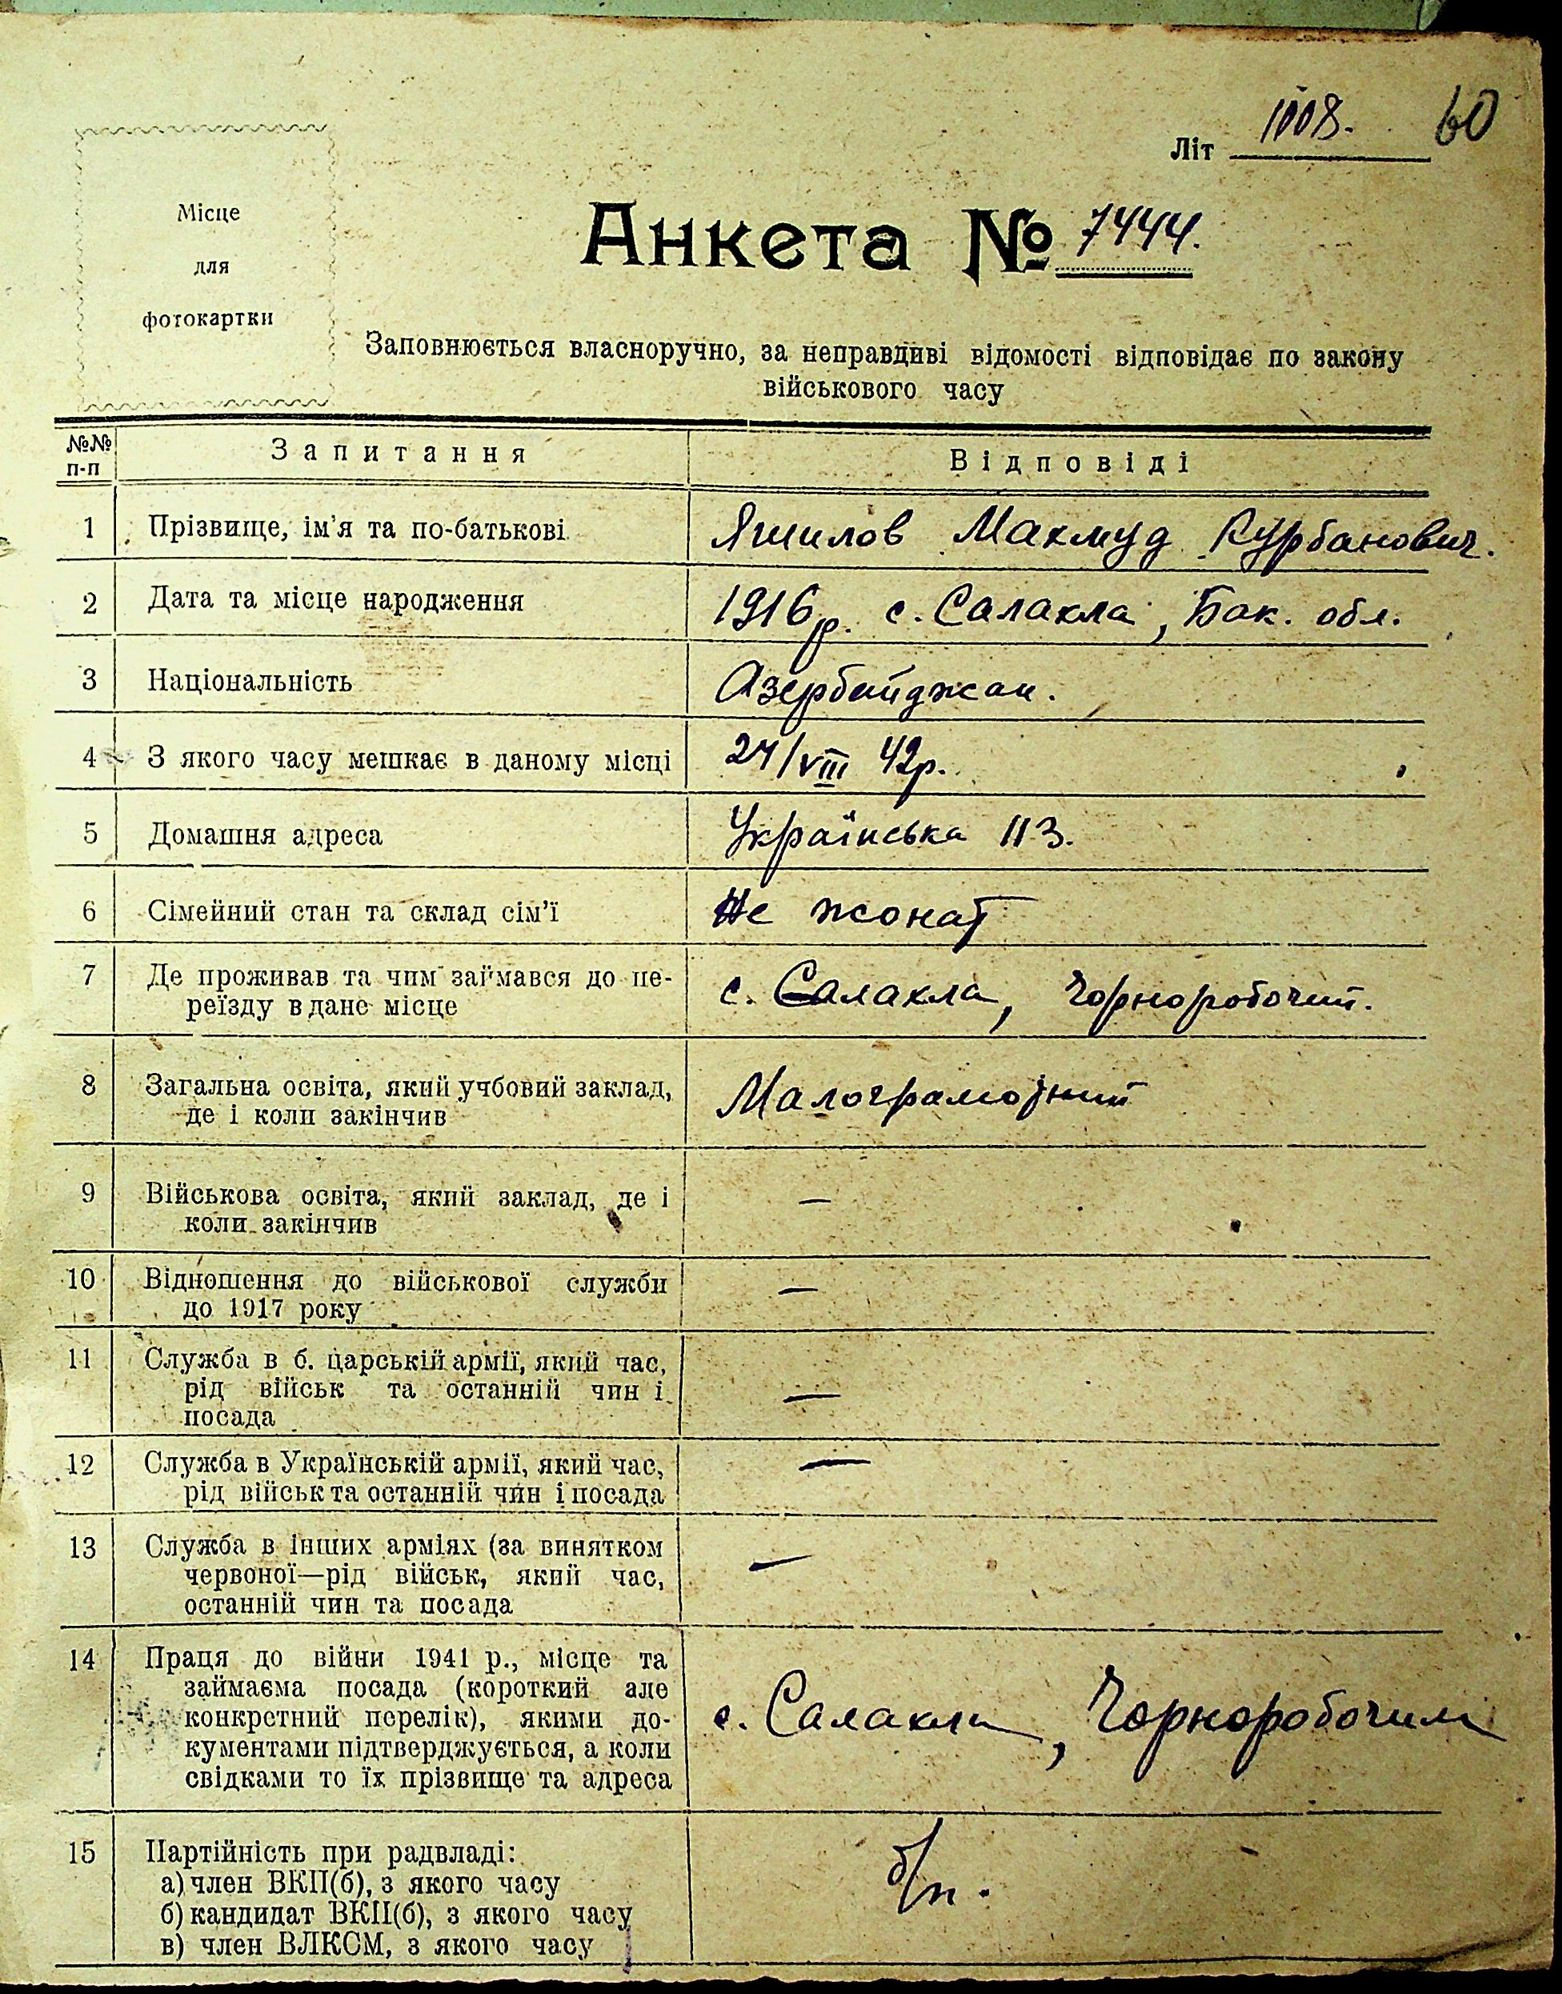 Літ 1008. 60
Місце
для
фотокартки
Анкета № 7444.
Заповнюється власноручно, за неправдиві відомості відповідає по закону
військового часу
№№
п-п
Запитання
Відповіді
1 Прізвище, ім'я та по-батькові Яшилов Махмуд Курбанович.
2 Дата та місце народження 1916 р. с. Салакла, Бак. обл.
3 Національність Азербайджан.
4 З якого часу мешкає в даному місці 24/VIII 42р.
5 Домашня адреса Українська 113.
6 Сімейний стан та склад сім'ї Не жонат
7 Де проживав та чим займався до пе-
реїзду в дане місце с. Салакла, Чорноробочий.
8 Загальна освіта, який учбовий заклад,
де і коли закінчив Малограмотний
9 Військова освіта, який заклад, де і
коли закінчив —
10 Відношення до військової служби
до 1917 року —
11 Служба в б. царській армії, який час,
рід військ та останній чин і
посада —
12 Служба в Українській армії, який час,
рід військ та останній чин і посада —
13 Служба в інших арміях (за винятком
червоної—рід військ, який час,
останній чин та посада —
14 Праця до війни 1941 р., місце та
займаєма посада (короткий але
конкретний перелік), якими до-
кументами підтверджується, а коли
свідками то їх прізвище та адреса с. Салакли, Чорноробочим
15 Партійність при радвладі:
а) член ВКП(б), з якого часу
б) кандидат ВКП(б), з якого часу
в) член ВЛКСМ, з якого часу
б/п.